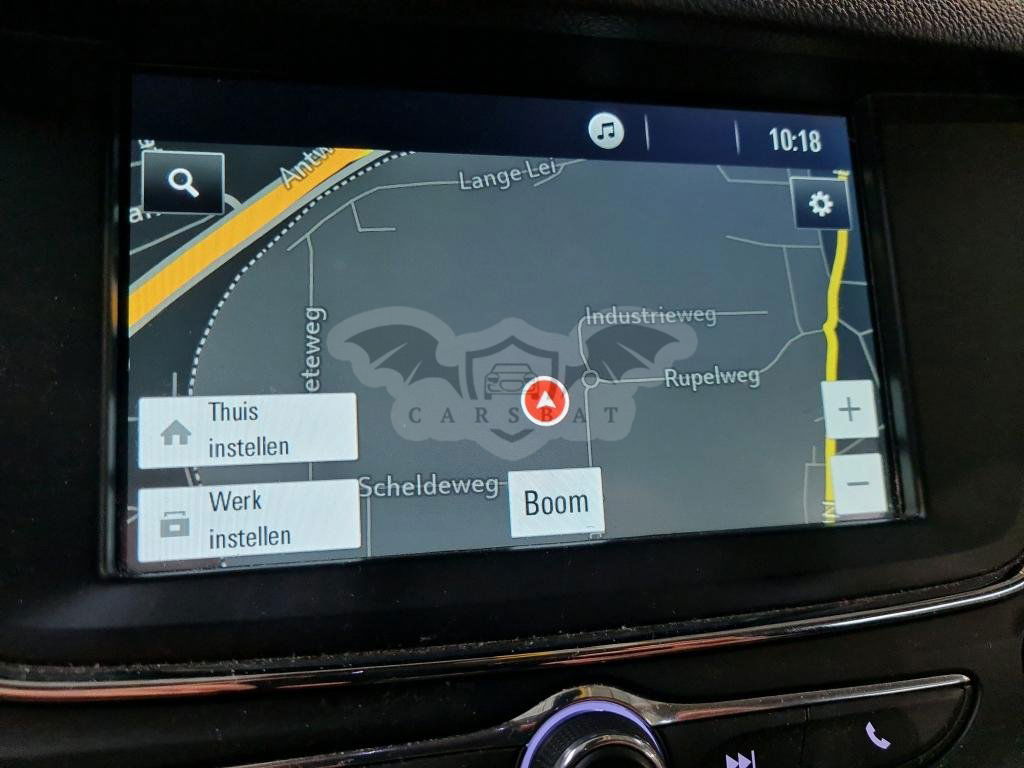 10:18
Lange Lei
Industrieweg
Rupelweg
CARSBAT
Thuis
instellen
Scheldeweg
Boom
Werk
instellen